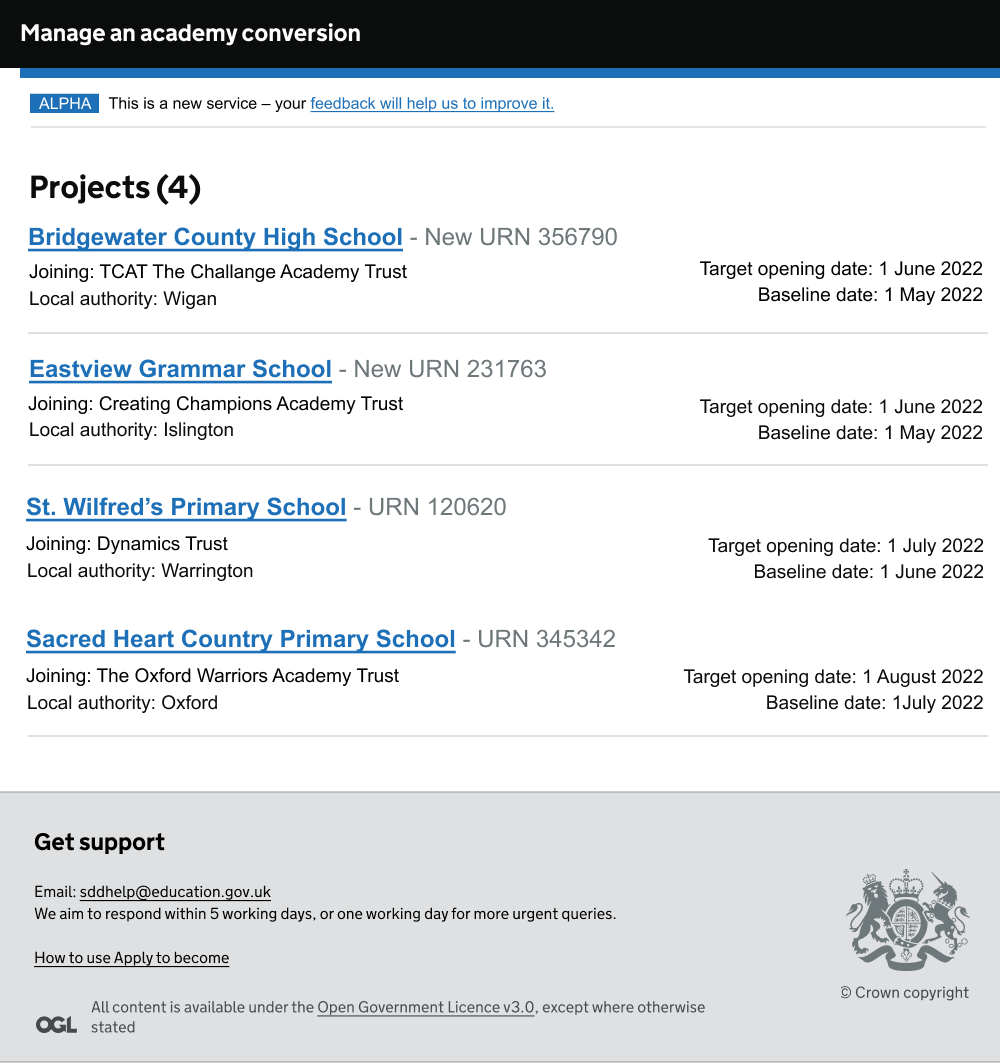 Manage an academy conversion
ALPHA This is a new service – your feedback will help us to improve it.
Projects (4)
Bridgewater County High School - New URN 356790
Joining: TCAT The Challange Academy Trust
Target opening date: 1 June 2022
Local authority: Wigan
Baseline date: 1 May 2022
Eastview Grammar School - New URN 231763
Joining: Creating Champions Academy Trust
Target opening date: 1 June 2022
Local authority: Islington
Baseline date: 1 May 2022
St. Wilfred’s Primary School - URN 120620
Joining: Dynamics Trust
Target opening date: 1 July 2022
Local authority: Warrington
Baseline date: 1 June 2022
Sacred Heart Country Primary School - URN 345342
Joining: The Oxford Warriors Academy Trust
Target opening date: 1 August 2022
Local authority: Oxford
Baseline date: 1July 2022
Get support
Email: sddhelp@education.gov.uk
We aim to respond within 5 working days, or one working day for more urgent queries.
How to use Apply to become
© Crown copyright
OGL All content is available under the Open Government Licence v3.0, except where otherwise
stated